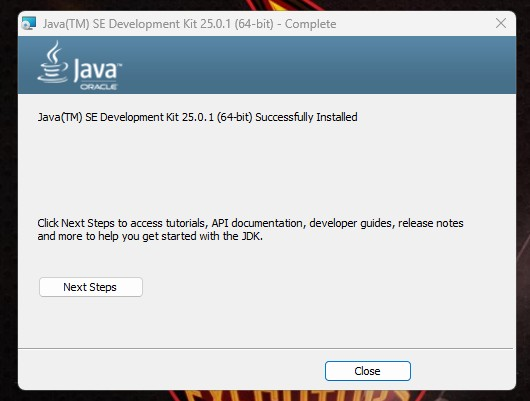 Java(TM) SE Development Kit 25.0.1 (64-bit) - Complete
Java™
ORACLE
Java(TM) SE Development Kit 25.0.1 (64-bit) Successfully Installed
Click Next Steps to access tutorials, API documentation, developer guides, release notes
and more to help you get started with the JDK.
Next Steps
Close